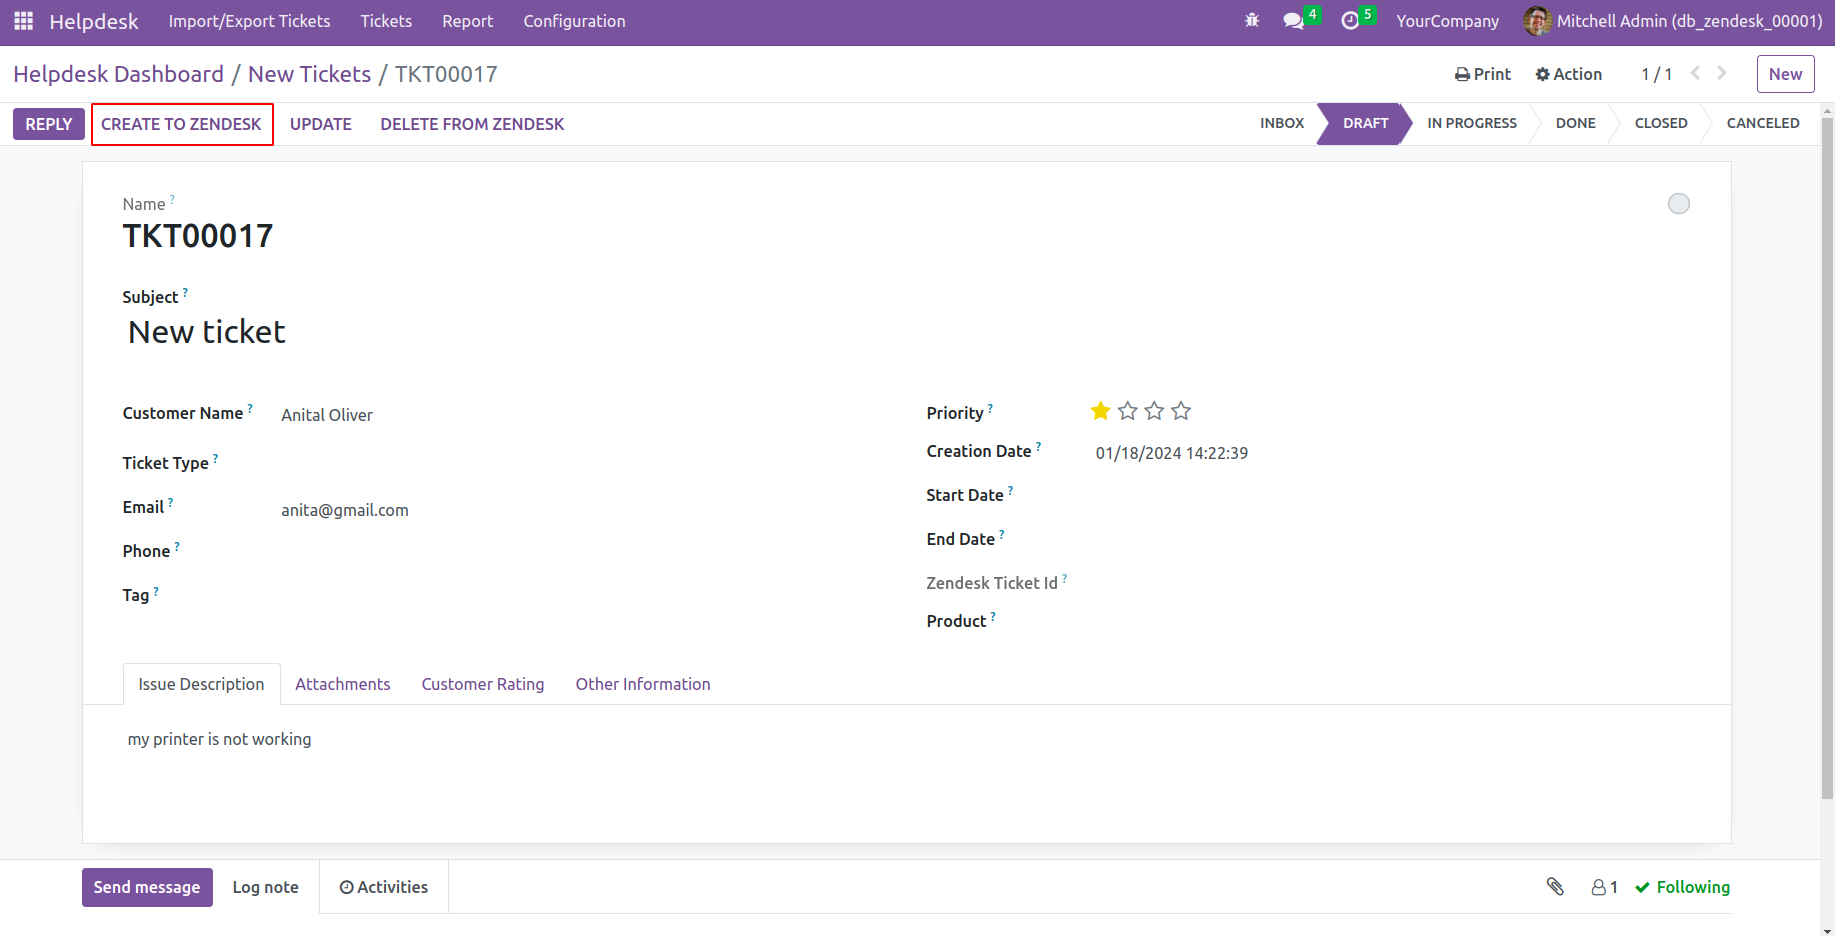 Helpdesk Import/Export Tickets Tickets Report Configuration 4 5 YourCompany Mitchell Admin (db_zendesk_00001)
Helpdesk Dashboard / New Tickets / TKT00017 Print Action 1 / 1 New
REPLY CREATE TO ZENDESK UPDATE DELETE FROM ZENDESK INBOX DRAFT IN PROGRESS DONE CLOSED CANCELED
Name ?
TKT00017
Subject ?
New ticket
Customer Name ? Anital Oliver
Ticket Type ?
Email ? anita@gmail.com
Phone ?
Tag ?
Priority ?
Creation Date ? 01/18/2024 14:22:39
Start Date ?
End Date ?
Zendesk Ticket Id ?
Product ?
Issue Description Attachments Customer Rating Other Information
my printer is not working
Send message Log note Activities 1 Following